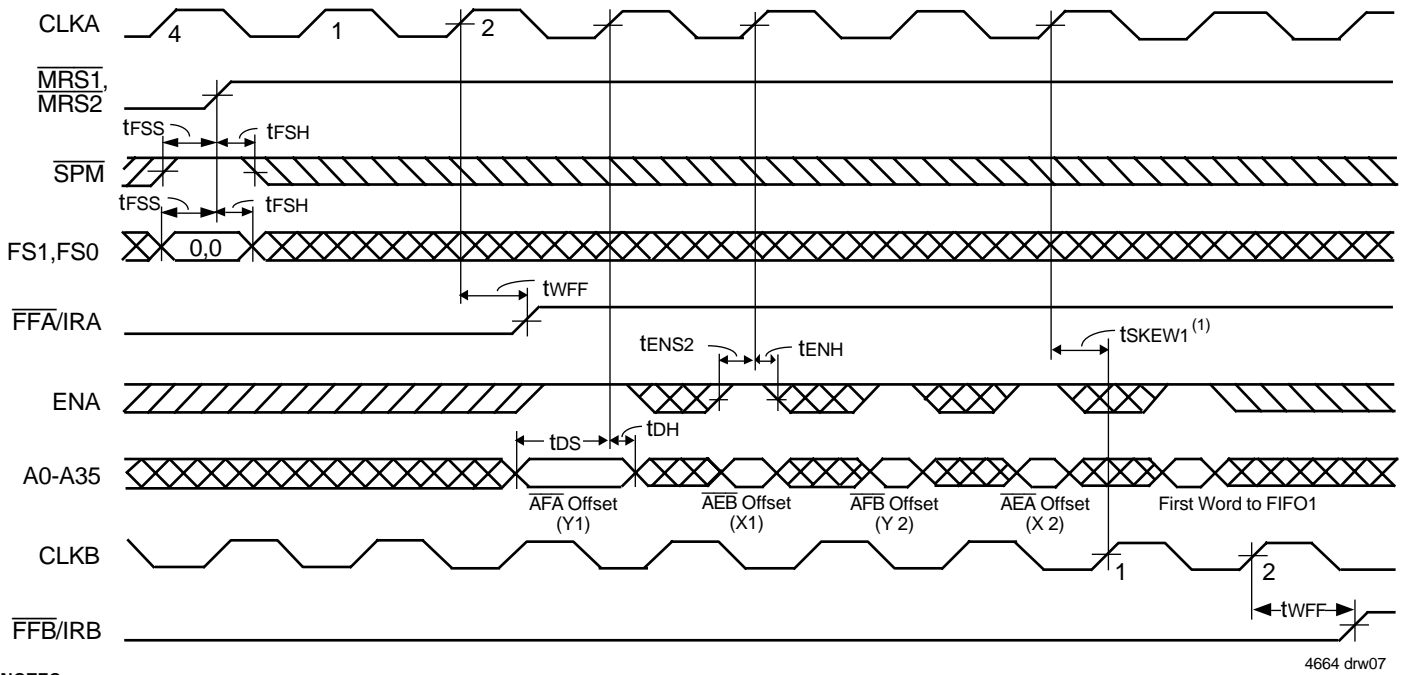 CLKA 4 1 2
MRS1,
MRS2
tFSS tFSH
SPM
tFSS tFSH
FS1,FS0 0,0
tWFF
FFA/IRA
tSKEW1(1)
tENS2 tENH
ENA
tDS tDH
A0-A35
AFA Offset AEB Offset AFB Offset AEA Offset First Word to FIFO1
(Y1) (X1) (Y 2) (X 2)
CLKB 1 2
tWFF
FFB/IRB
4664 drw07